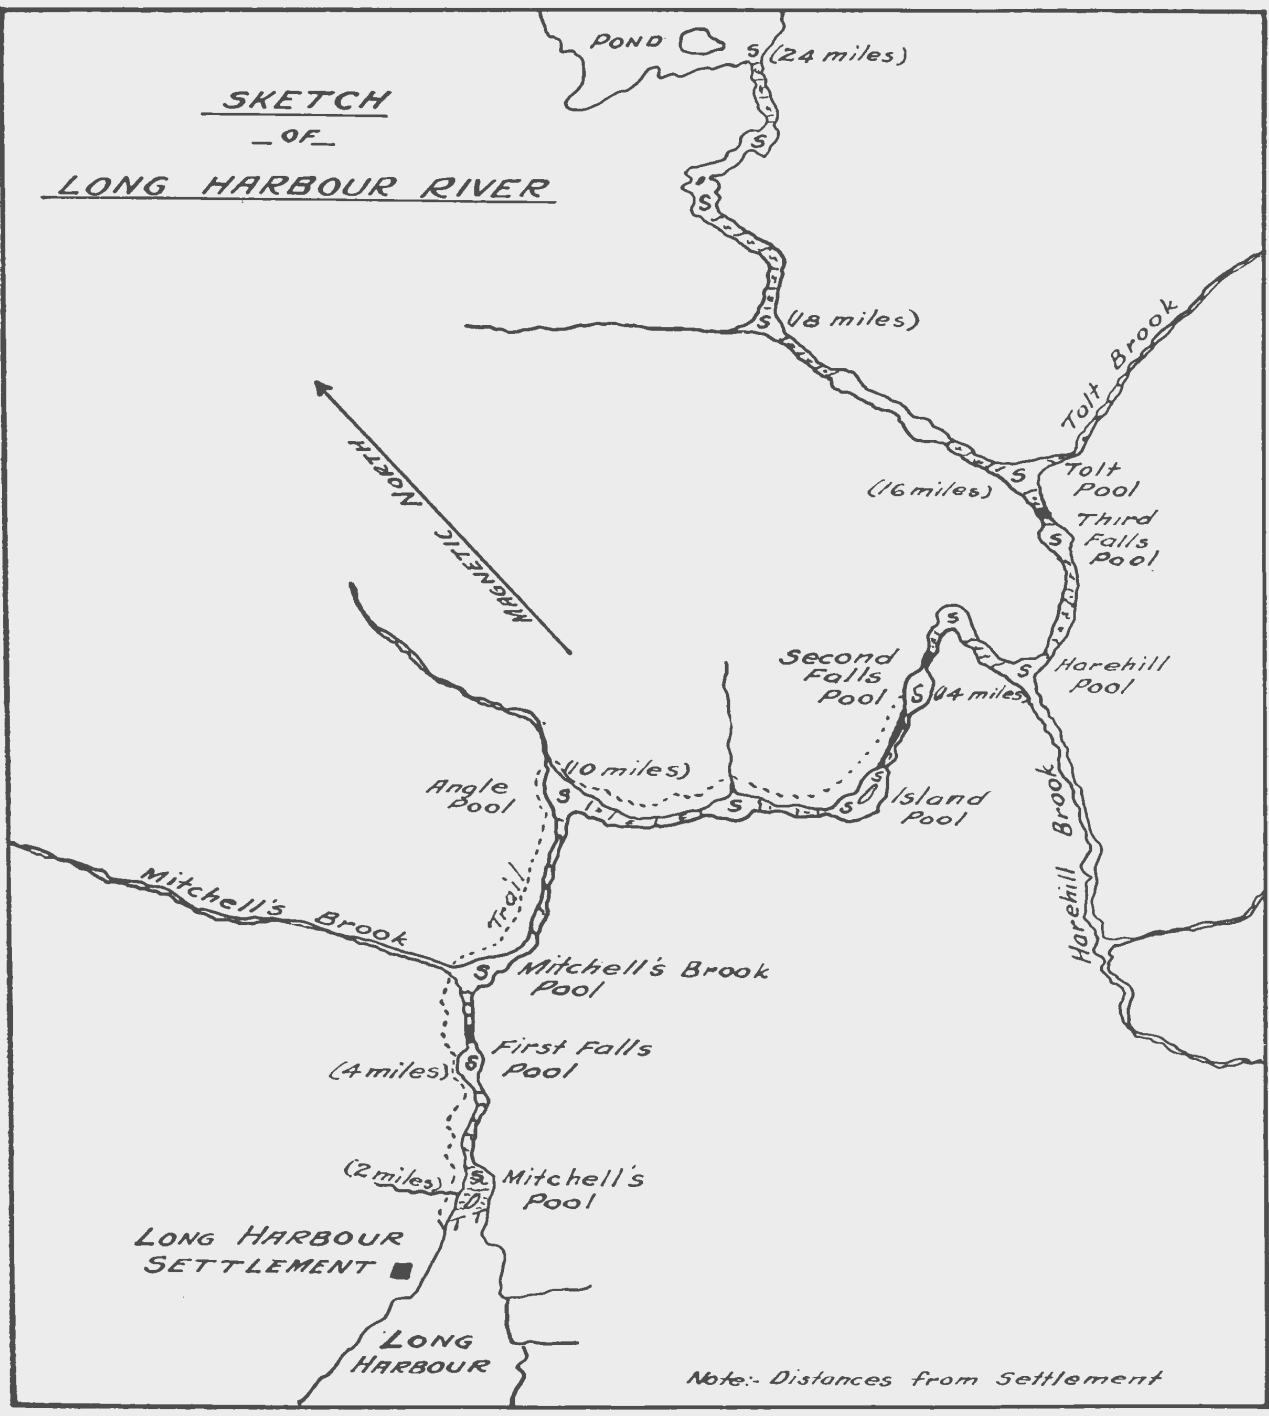 POND
S (24 miles)
SKETCH
OF
LONG HARBOUR RIVER
S
S
S (18 miles)
Tolt Brook
MAGNETIC NORTH
(16 miles)
S
Tolt
Pool
Third
Falls
Pool
S
S
Second
Falls
Pool
S
(14 miles)
S
Harehill
Pool
Angle
Pool
(10 miles)
S
S
S
S
Island
Pool
Harehill Brook
Trail
Mitchell's Brook
S
Mitchell's Brook
Pool
First Falls
Pool
S
(4 miles)
(2 miles)
S
Mitchell's
Pool
T T
LONG HARBOUR
SETTLEMENT
LONG
HARBOUR
Note:- Distances from Settlement